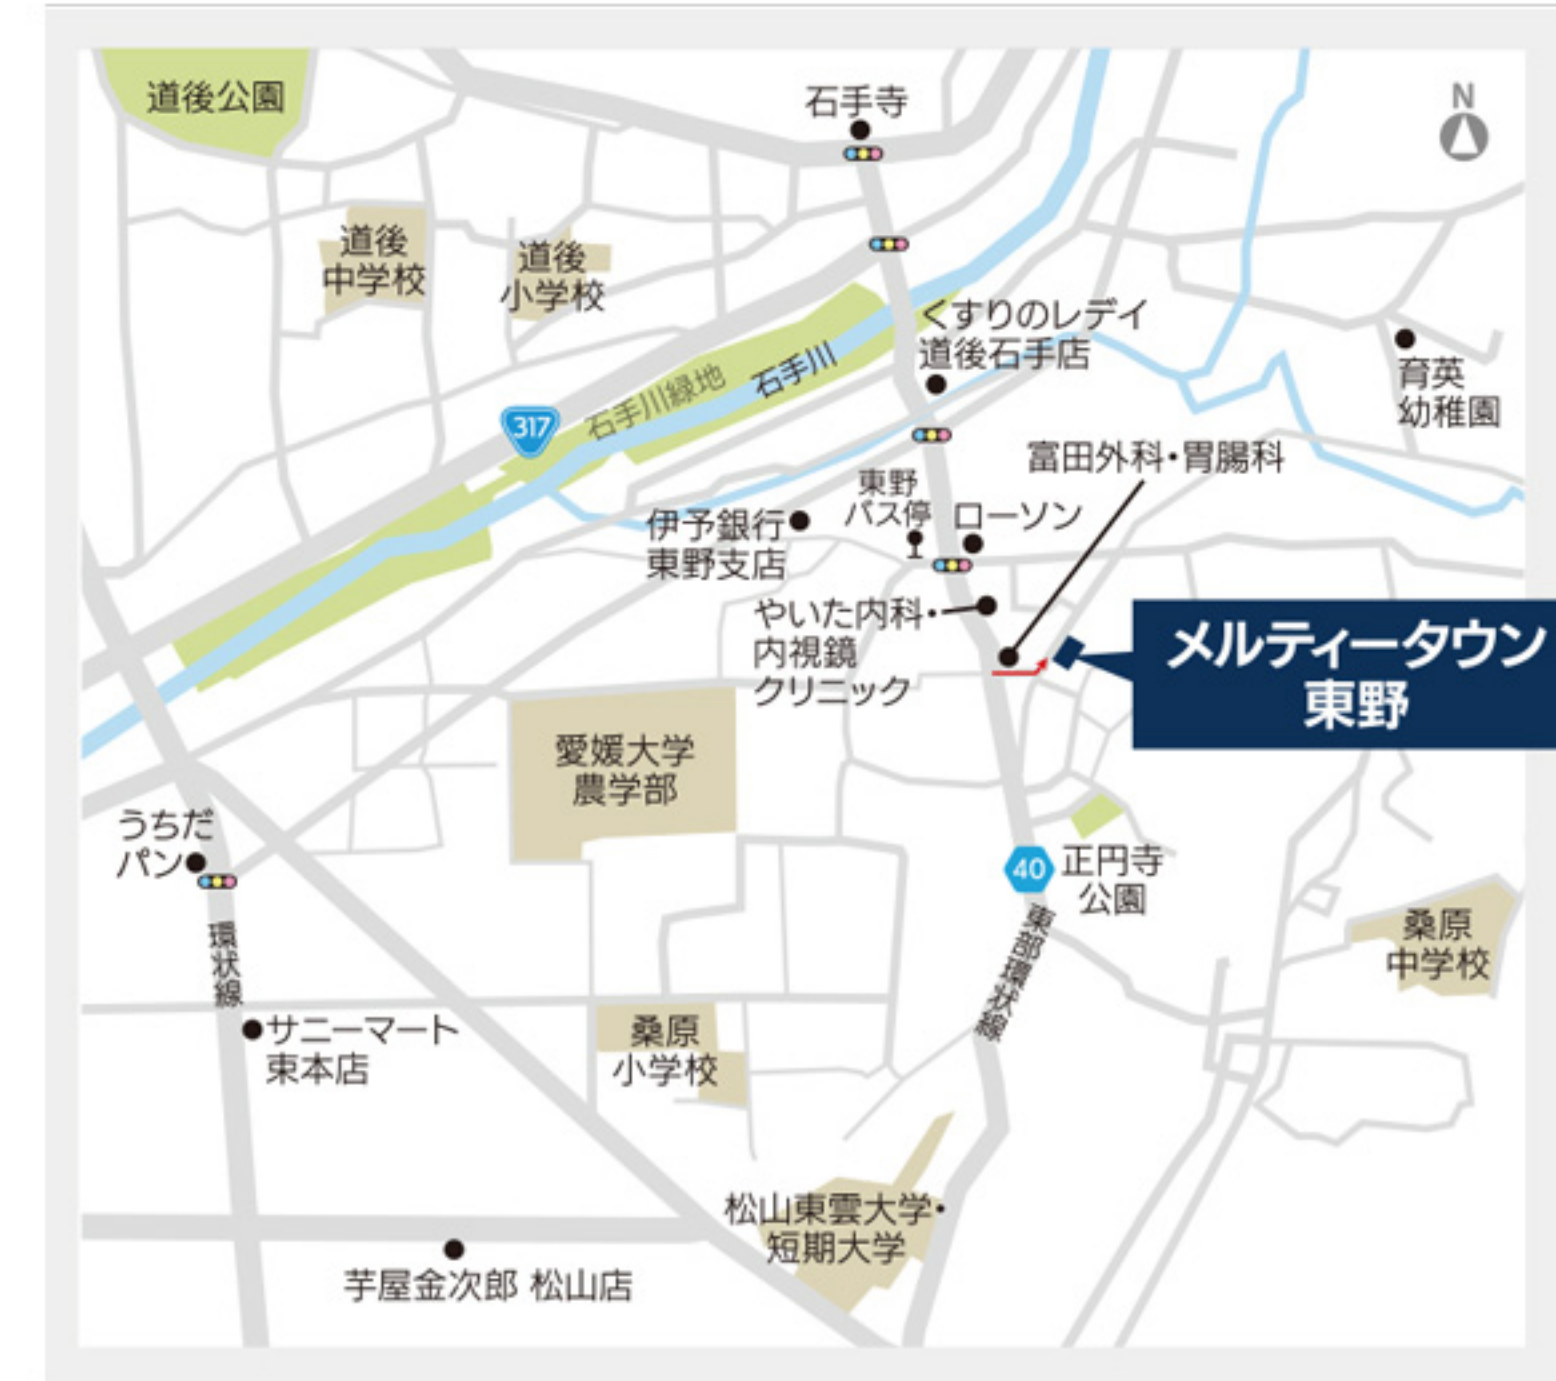 道後公園
石手寺
N
道後
中学校
道後
小学校
くすりのレデイ
道後石手店
石手川
石手川緑地
317
育英
幼稚園
富田外科・胃腸科
東野
バス停
ローソン
伊予銀行
東野支店
やいた内科・
内視鏡
クリニック
メルティータウン
東野
愛媛大学
農学部
うちだ
パン
40
正円寺
公園
東部環状線
環状線
桑原
中学校
サニーマート
束本店
桑原
小学校
松山東雲大学・
短期大学
芋屋金次郎 松山店